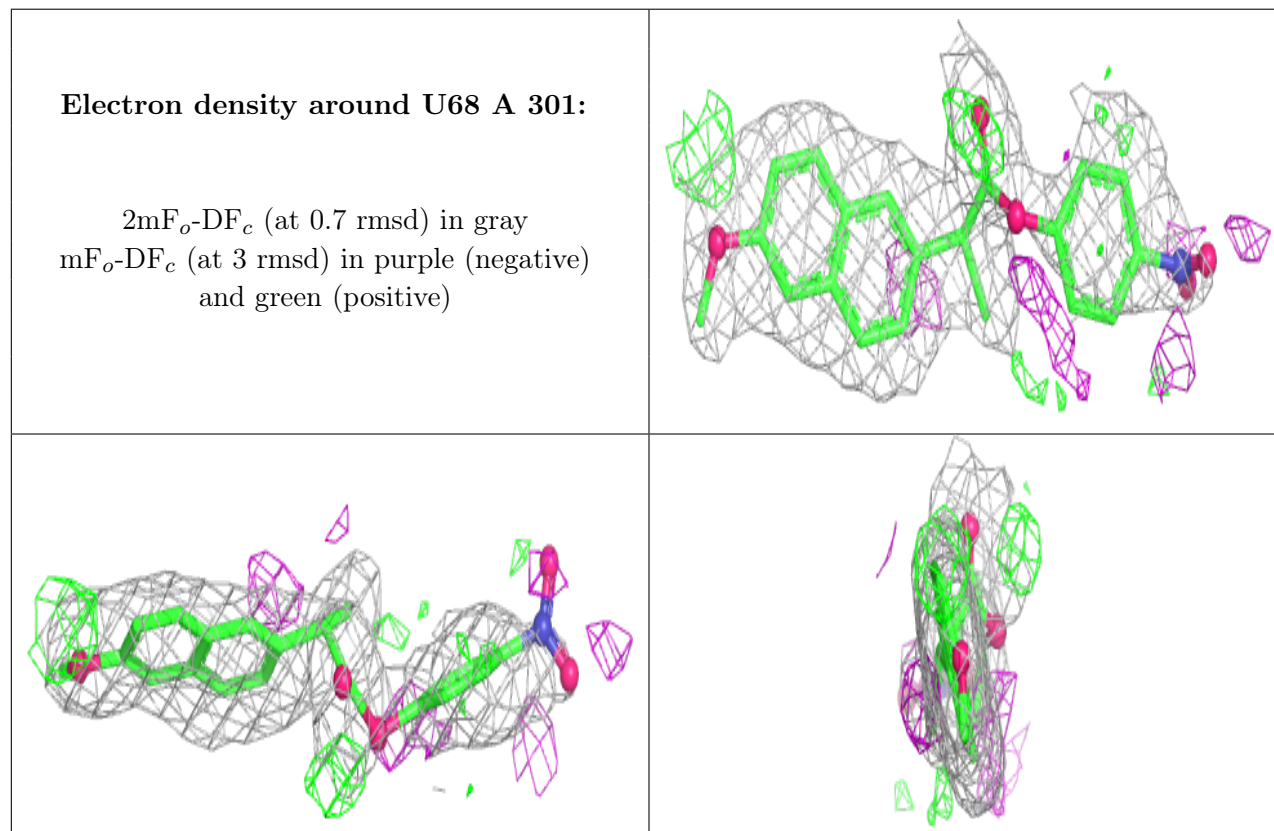 Electron density around U68 A 301:
2mFo-DFc (at 0.7 rmsd) in gray
mFo-DFc (at 3 rmsd) in purple (negative)
and green (positive)